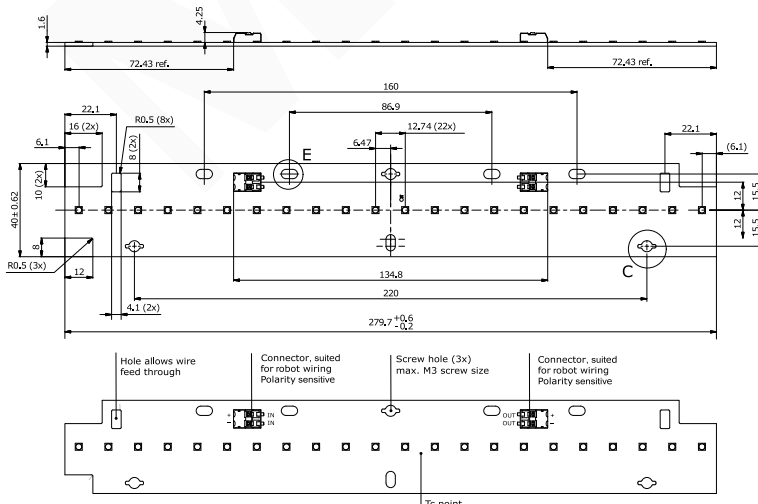 4.25
1.6
72.43 ref.
72.43 ref.
160
22.1
86.9
R0.5 (8x)
12.74 (22x)
22.1
16 (2x)
8 (2x)
6.1
6.47
(6.1)
E
10 (2x)
40±0.62
12
15.5
12
15.5
8
R0.5 (3x)
12
C
134.8
4.1 (2x)
220
279.7 +0.6 -0.2
Hole allows wire
feed through
Connector, suited
for robot wiring
Polarity sensitive
Screw hole (3x)
max. M3 screw size
Connector, suited
for robot wiring
Polarity sensitive
+ IN
- IN
OUT +
OUT -
Tc point